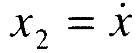 x₂ = ẋ